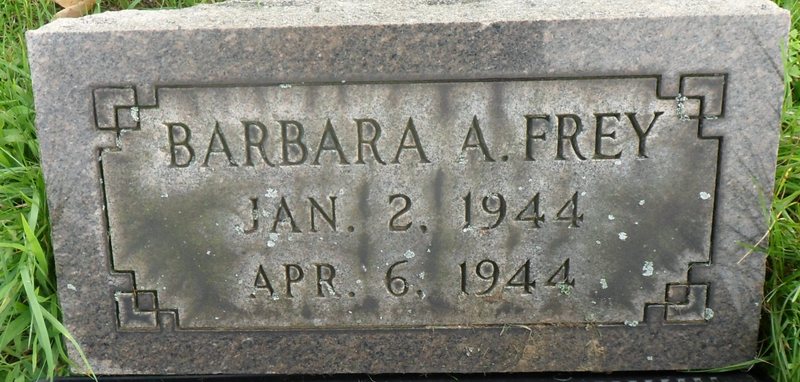 BARBARA A. FREY
JAN. 2, 1944
APR. 6, 1944